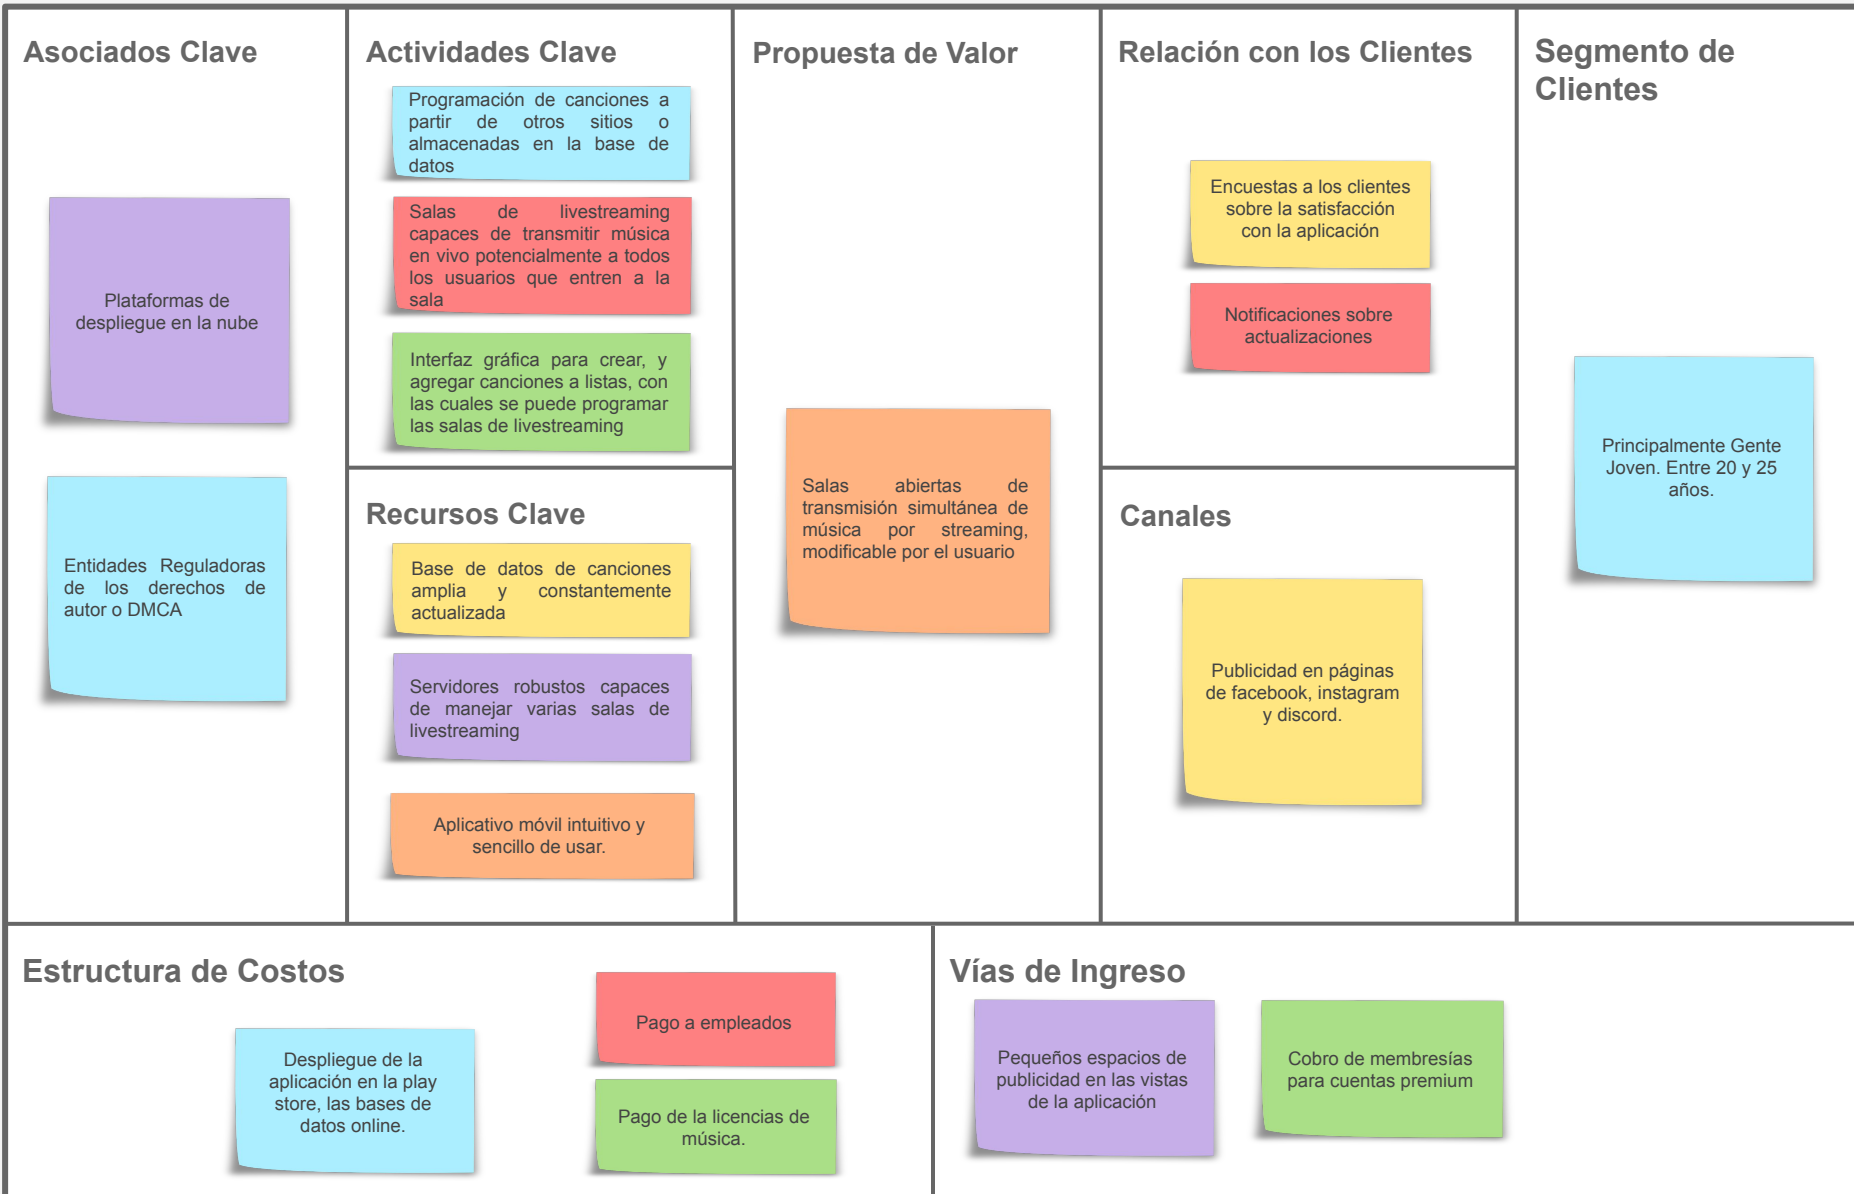 Asociados Clave
Plataformas de
despliegue en la nube
Entidades Reguladoras
de los derechos de
autor o DMCA
Actividades Clave
Programación de canciones a
partir de otros sitios o
almacenadas en la base de
datos
Salas de livestreaming
capaces de transmitir música
en vivo potencialmente a todos
los usuarios que entren a la
sala
Interfaz gráfica para crear, y
agregar canciones a listas, con
las cuales se puede programar
las salas de livestreaming
Recursos Clave
Base de datos de canciones
amplia y constantemente
actualizada
Servidores robustos capaces
de manejar varias salas de
livestreaming
Aplicativo móvil intuitivo y
sencillo de usar.
Propuesta de Valor
Salas abiertas de
transmisión simultánea de
música por streaming,
modificable por el usuario
Relación con los Clientes
Encuestas a los clientes
sobre la satisfacción
con la aplicación
Notificaciones sobre
actualizaciones
Canales
Publicidad en páginas
de facebook, instagram
y discord.
Segmento de
Clientes
Principalmente Gente
Joven. Entre 20 y 25
años.
Estructura de Costos
Despliegue de la
aplicación en la play
store, las bases de
datos online.
Pago a empleados
Pago de la licencias de
música.
Vías de Ingreso
Pequeños espacios de
publicidad en las vistas
de la aplicación
Cobro de membresías
para cuentas premium